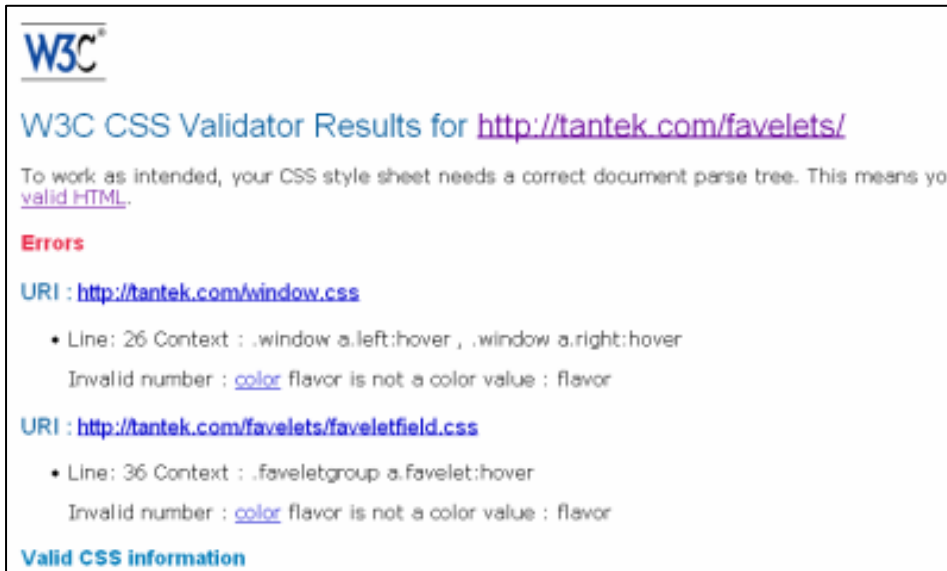 W3C®
W3C CSS Validator Results for http://tantek.com/favelets/
To work as intended, your CSS style sheet needs a correct document parse tree. This means yo
valid HTML.
Errors
URI : http://tantek.com/window.css
• Line: 26 Context : .window a.left:hover , .window a.right:hover
Invalid number : color flavor is not a color value : flavor
URI : http://tantek.com/favelets/faveletfield.css
• Line: 36 Context : .faveletgroup a.favelet:hover
Invalid number : color flavor is not a color value : flavor
Valid CSS information